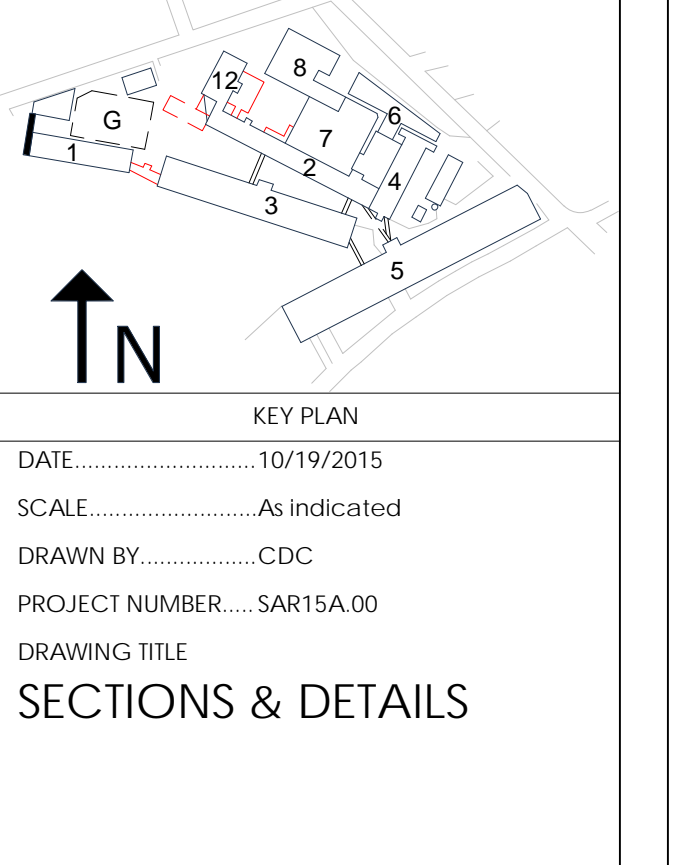 8
12
6
G
7
1
2
4
3
5
N
KEY PLAN
DATE............................10/19/2015
SCALE..........................As indicated
DRAWN BY..................CDC
PROJECT NUMBER..... SAR15A.00
DRAWING TITLE
SECTIONS & DETAILS